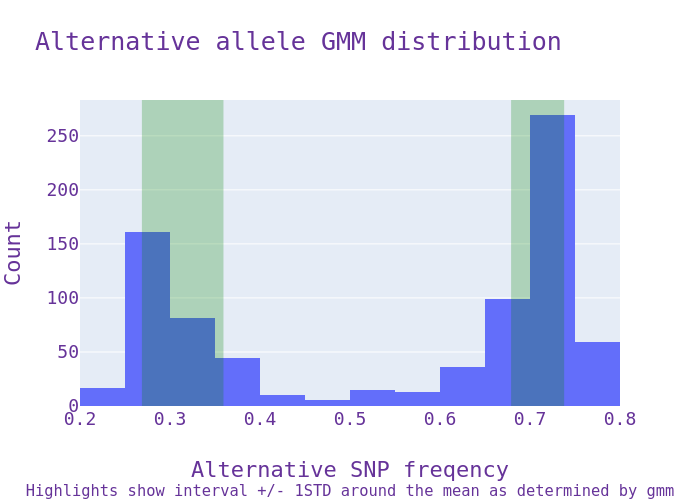 Alternative allele GMM distribution
Count
250
200
150
100
50
0
0.2 0.3 0.4 0.5 0.6 0.7 0.8
Alternative SNP freqency
Highlights show interval +/- 1STD around the mean as determined by gmm